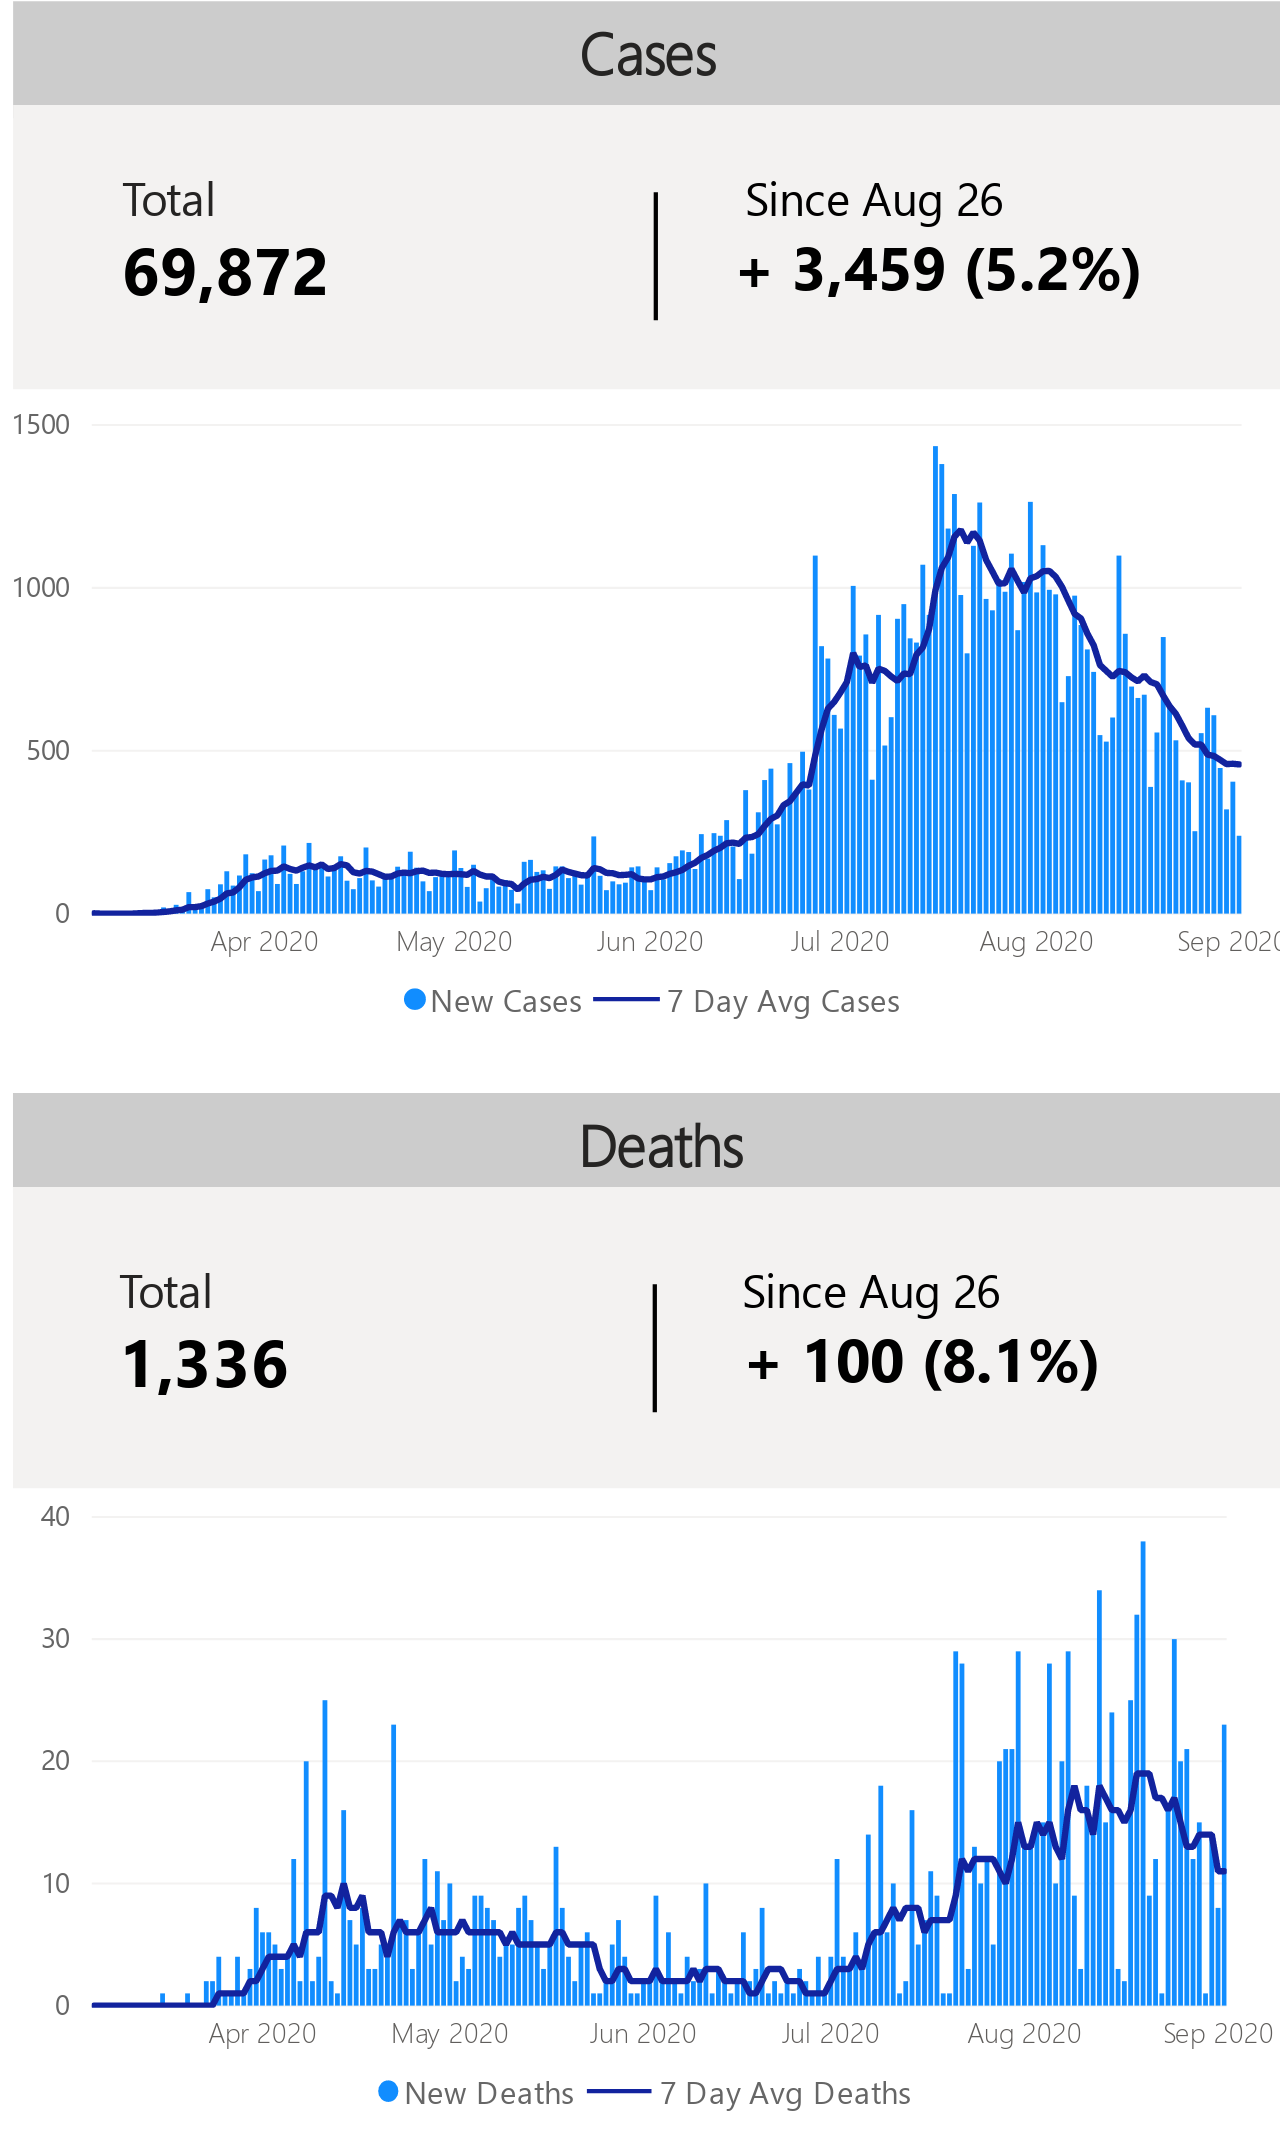 Cases
Total
Since Aug 26
69,872
+ 3,459 (5.2%)
1500
1000
500
0
Apr 2020 May 2020 Jun 2020 Jul 2020 Aug 2020 Sep 2020
New Cases 7 Day Avg Cases
Deaths
Total
Since Aug 26
1,336
+ 100 (8.1%)
40
30
20
10
0
Apr 2020 May 2020 Jun 2020 Jul 2020 Aug 2020 Sep 2020
New Deaths 7 Day Avg Deaths